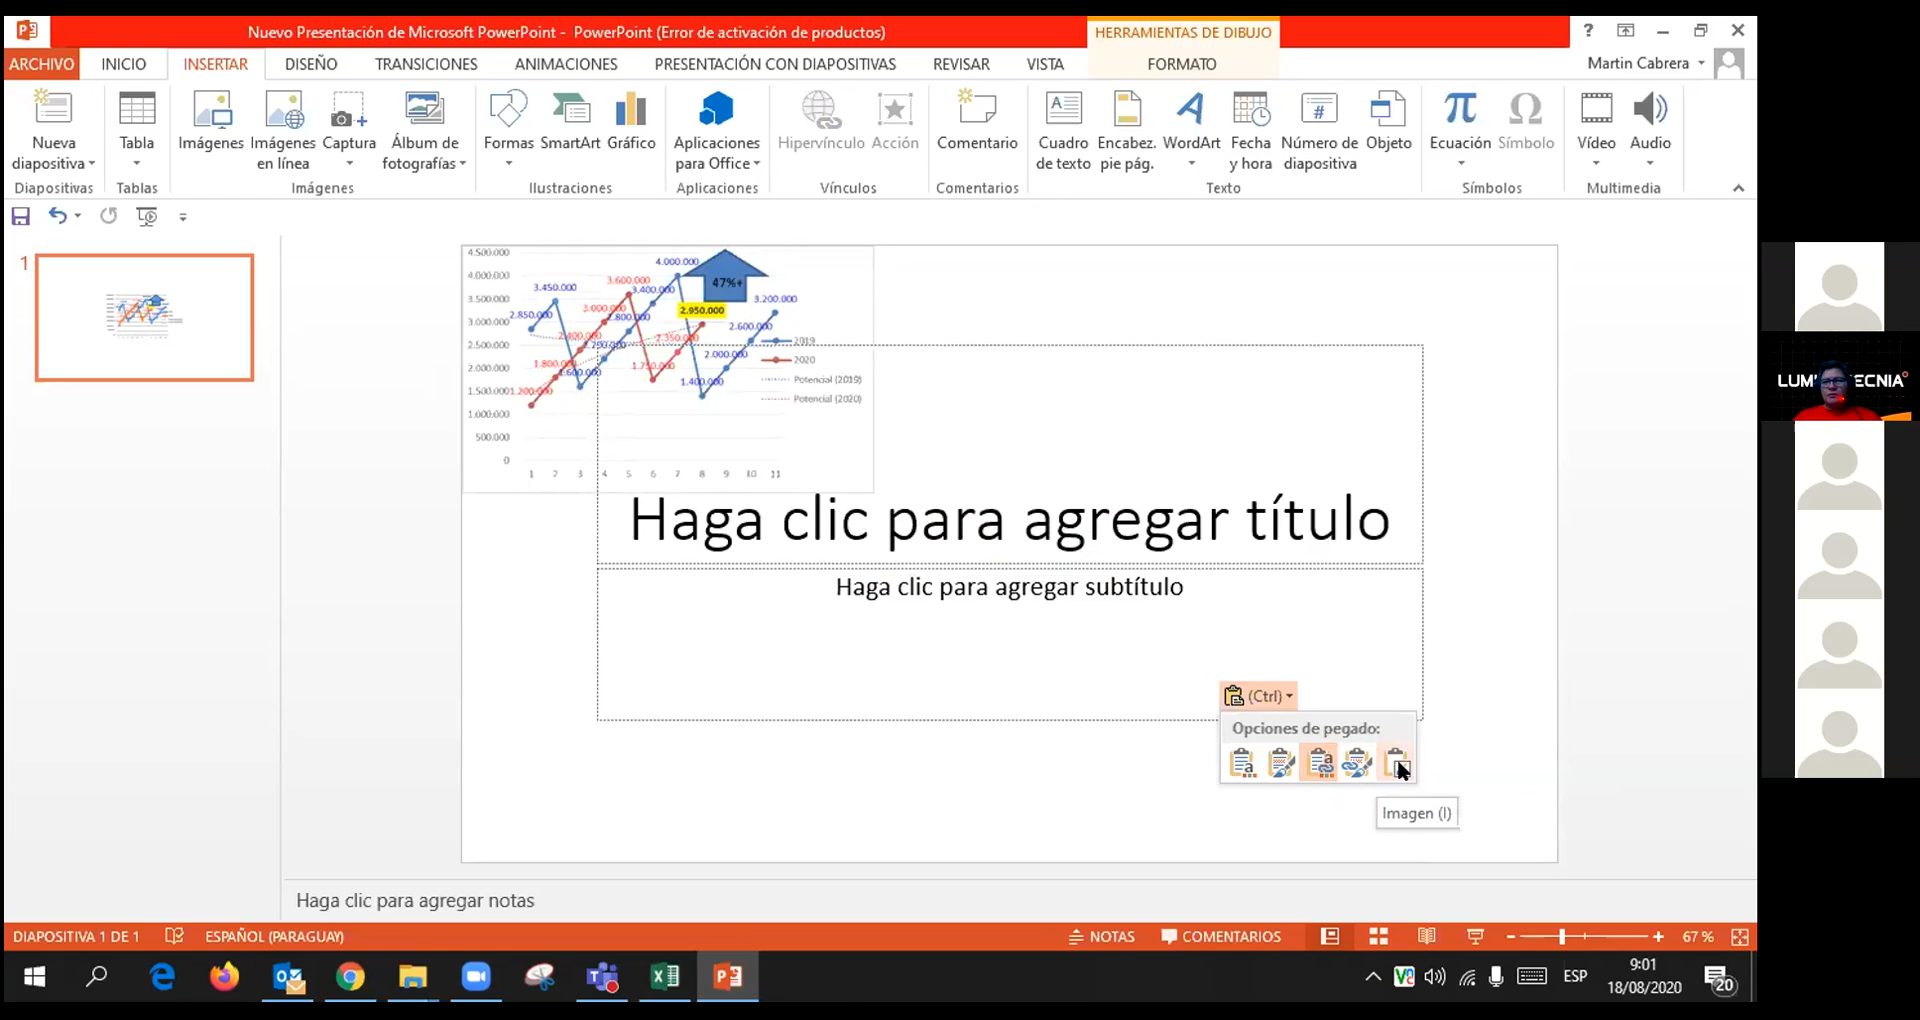 Nuevo Presentación de Microsoft PowerPoint - PowerPoint (Error de activación de productos)
HERRAMIENTAS DE DIBUJO
?
ARCHIVO INICIO INSERTAR DISEÑO TRANSICIONES ANIMACIONES PRESENTACIÓN CON DIAPOSITIVAS REVISAR VISTA FORMATO Martin Cabrera
Nueva diapositiva
Tabla
Imágenes
Imágenes en línea
Captura
Álbum de fotografías
Formas
SmartArt
Gráfico
Aplicaciones para Office
Hipervínculo
Acción
Comentario
Cuadro de texto
Encabez. pie pág.
WordArt
Fecha y hora
Número de diapositiva
Objeto
Ecuación
Símbolo
Vídeo
Audio
Diapositivas Tablas Imágenes Ilustraciones Aplicaciones Vínculos Comentarios Texto Símbolos Multimedia
1
4.500.000
4.000.000
3.500.000
3.000.000
2.500.000
2.000.000
1.500.000
1.000.000
500.000
0
1 2 3 4 5 6 7 8 9 10 11
2.850.000
3.450.000
1.600.000
2.800.000
3.400.000
4.000.000
1.400.000
2.000.000
2.600.000
3.200.000
1.200.000
1.800.000
2.400.000
3.000.000
3.600.000
2.350.000
2.950.000
47%+
2019
2020
Potencial (2019)
Potencial (2020)
Haga clic para agregar título
Haga clic para agregar subtítulo
(Ctrl)
Opciones de pegado:
Imagen (I)
Haga clic para agregar notas
DIAPOSITIVA 1 DE 1 ESPAÑOL (PARAGUAY) NOTAS COMENTARIOS 67 %
ESP
9:01
18/08/2020
20